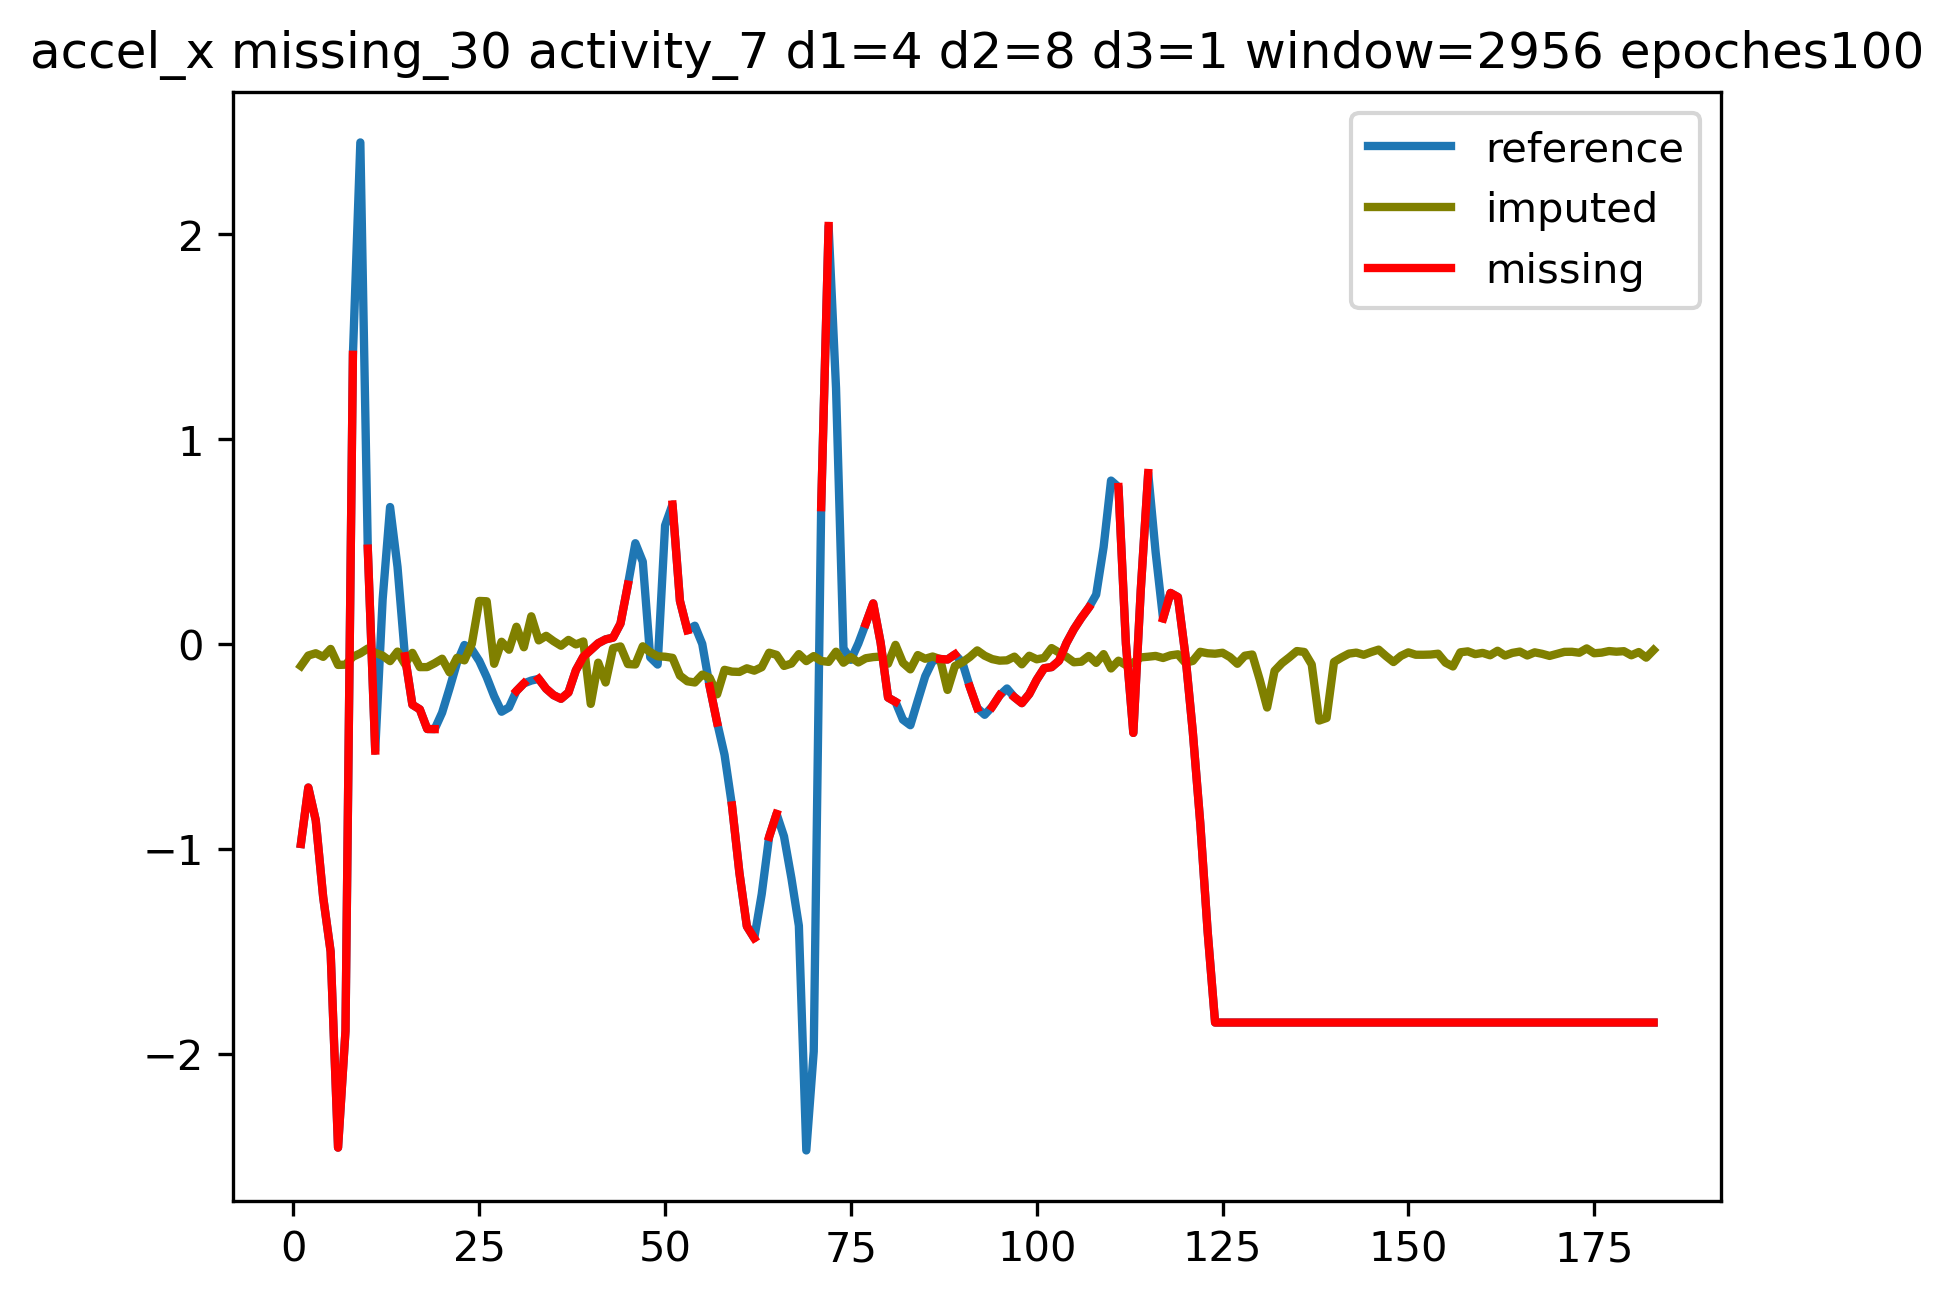 accel_x missing_30 activity_7 d1=4 d2=8 d3=1 window=2956 epoches100
reference
imputed
missing
2
1
0
−1
−2
0 25 50 75 100 125 150 175